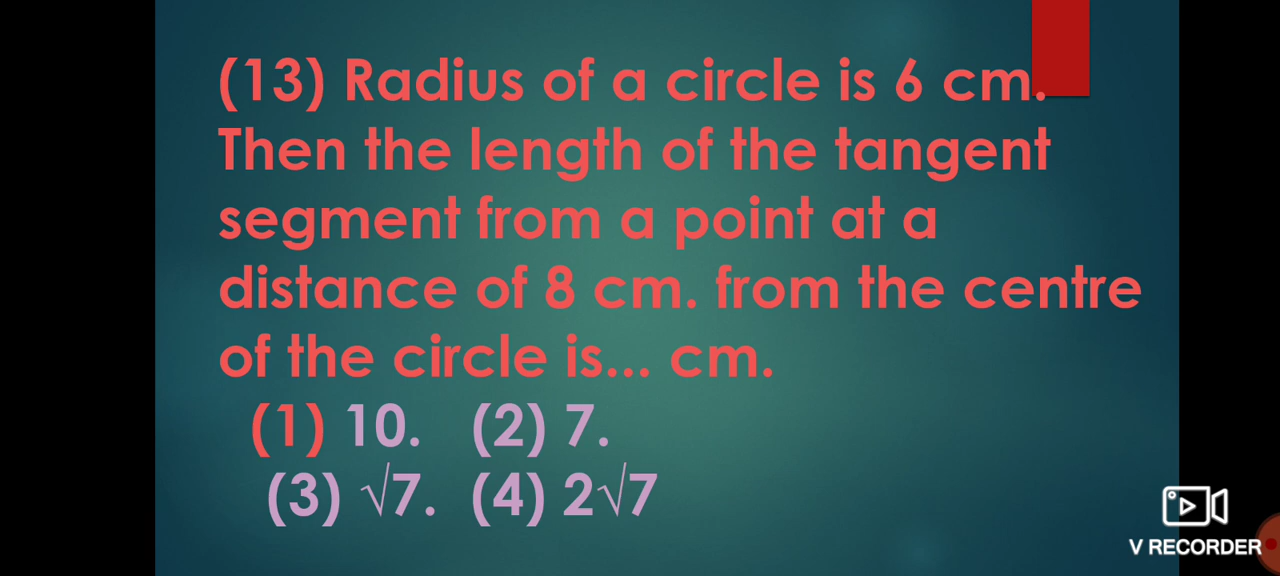 (13) Radius of a circle is 6 cm.
Then the length of the tangent
segment from a point at a
distance of 8 cm. from the centre
of the circle is... cm.
(1) 10. (2) 7.
(3) √7. (4) 2√7
V RECORDER